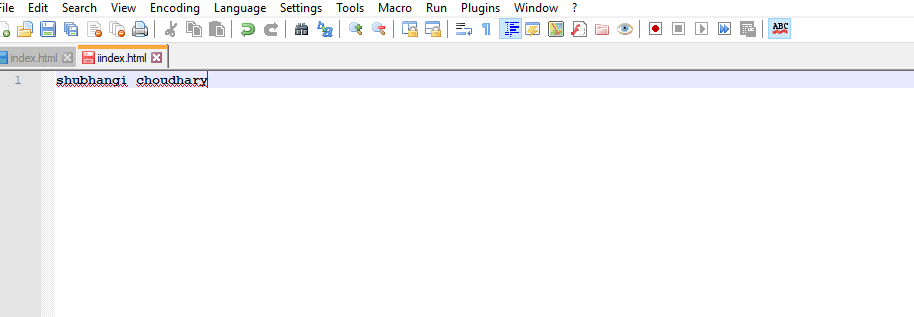 File Edit Search View Encoding Language Settings Tools Macro Run Plugins Window ?
ABC
index.html iindex.html
1 shubhangi choudhary